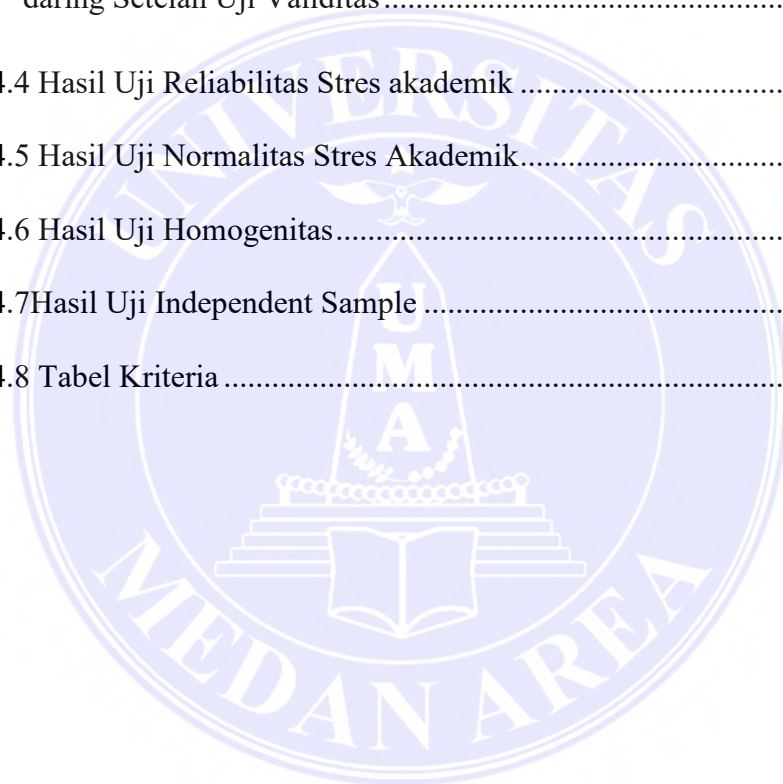 daring Setelah Uji Validitas
4.4 Hasil Uji Reliabilitas Stres akademik
4.5 Hasil Uji Normalitas Stres Akademik
4.6 Hasil Uji Homogenitas
4.7Hasil Uji Independent Sample
4.8 Tabel Kriteria
UNIVERSITAS
UMA
MEDAN AREA